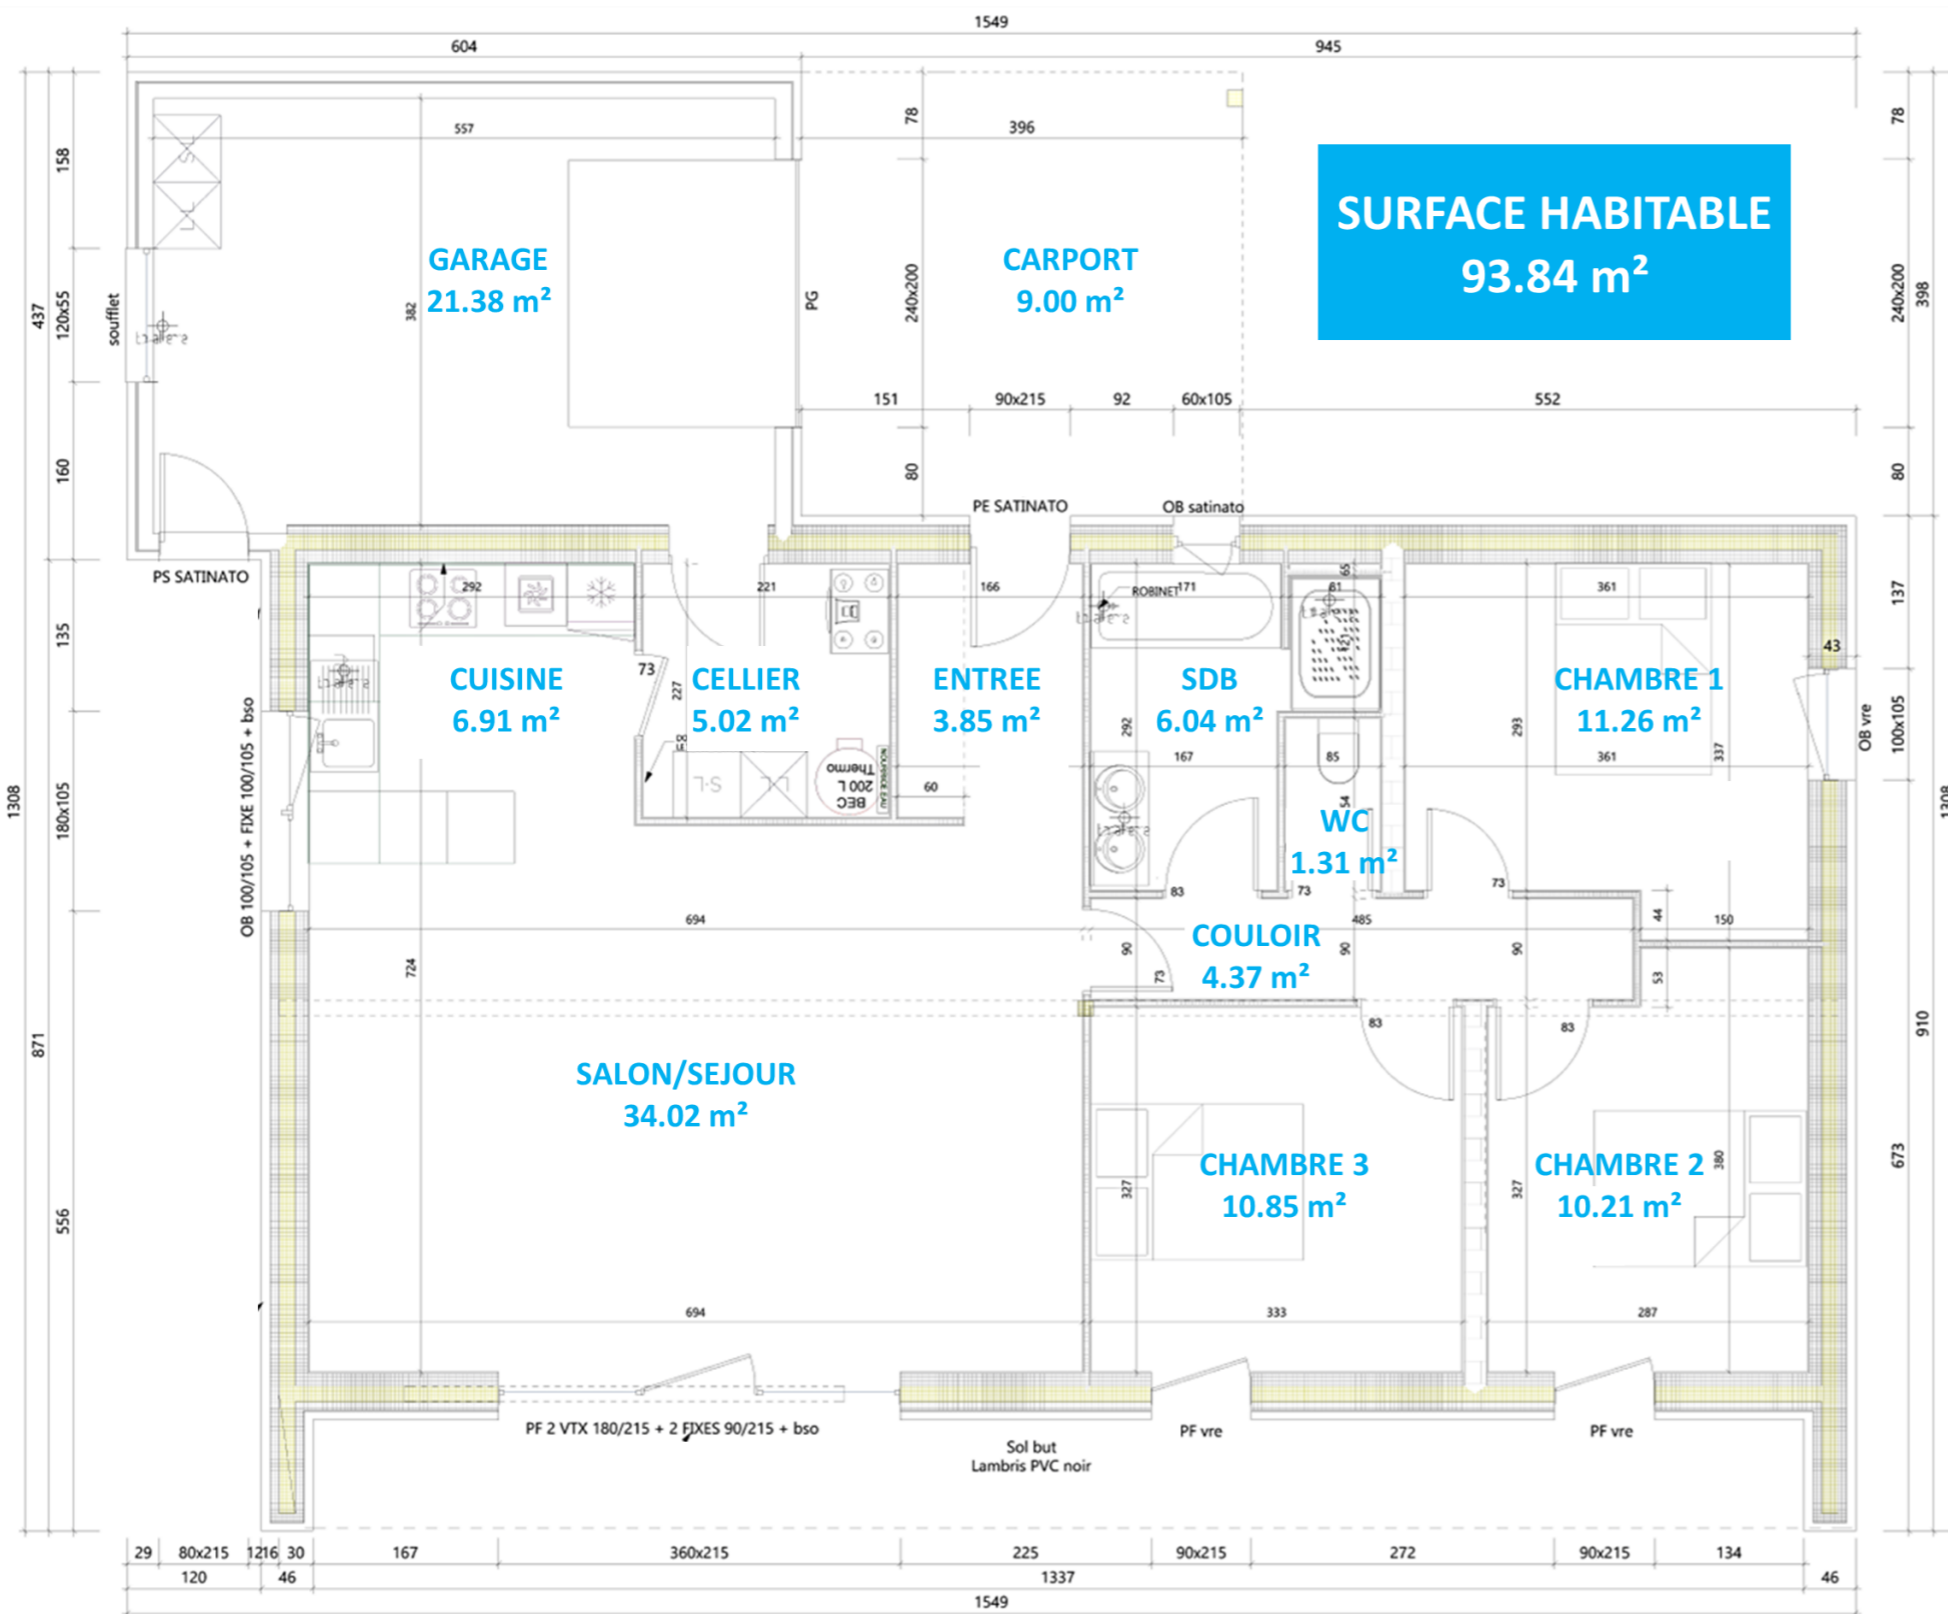 1549
604
945
557
396
78
78
158
SURFACE HABITABLE
93.84 m²
GARAGE
21.38 m²
CARPORT
9.00 m²
437
120x55
soufflet
382
PG
240x200
240x200
398
151
90x215
92
60x105
552
160
80
80
PE SATINATO
OB satinato
PS SATINATO
292
221
166
ROBINET
171
65
81
361
137
135
43
CUISINE
6.91 m²
73
CELLIER
5.02 m²
227
ENTREE
3.85 m²
SDB
6.04 m²
CHAMBRE 1
11.26 m²
292
167
85
293
361
337
OB vre
100x105
1308
180x105
OB 100/105 + FIXE 100/105 + bso
S-L
BEC
200 L
Thermo
60
54
WC
1.31 m²
1308
83
73
73
694
485
44
150
COULOIR
4.37 m²
90
90
90
73
53
724
871
83
83
910
SALON/SEJOUR
34.02 m²
CHAMBRE 3
10.85 m²
CHAMBRE 2
10.21 m²
327
327
380
673
556
694
333
287
PF 2 VTX 180/215 + 2 FIXES 90/215 + bso
PF vre
PF vre
Sol but
Lambris PVC noir
29
80x215
12
16
30
167
360x215
225
90x215
272
90x215
134
120
46
1337
46
1549